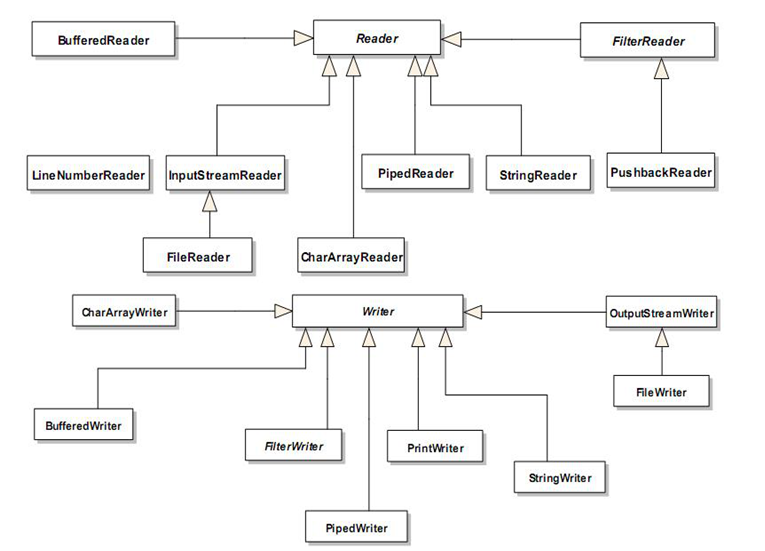 BufferedReader
Reader
FilterReader
LineNumberReader
InputStreamReader
PipedReader
StringReader
PushbackReader
FileReader
CharArrayReader
CharArrayWriter
Writer
OutputStreamWriter
FileWriter
BufferedWriter
FilterWriter
PrintWriter
StringWriter
PipedWriter